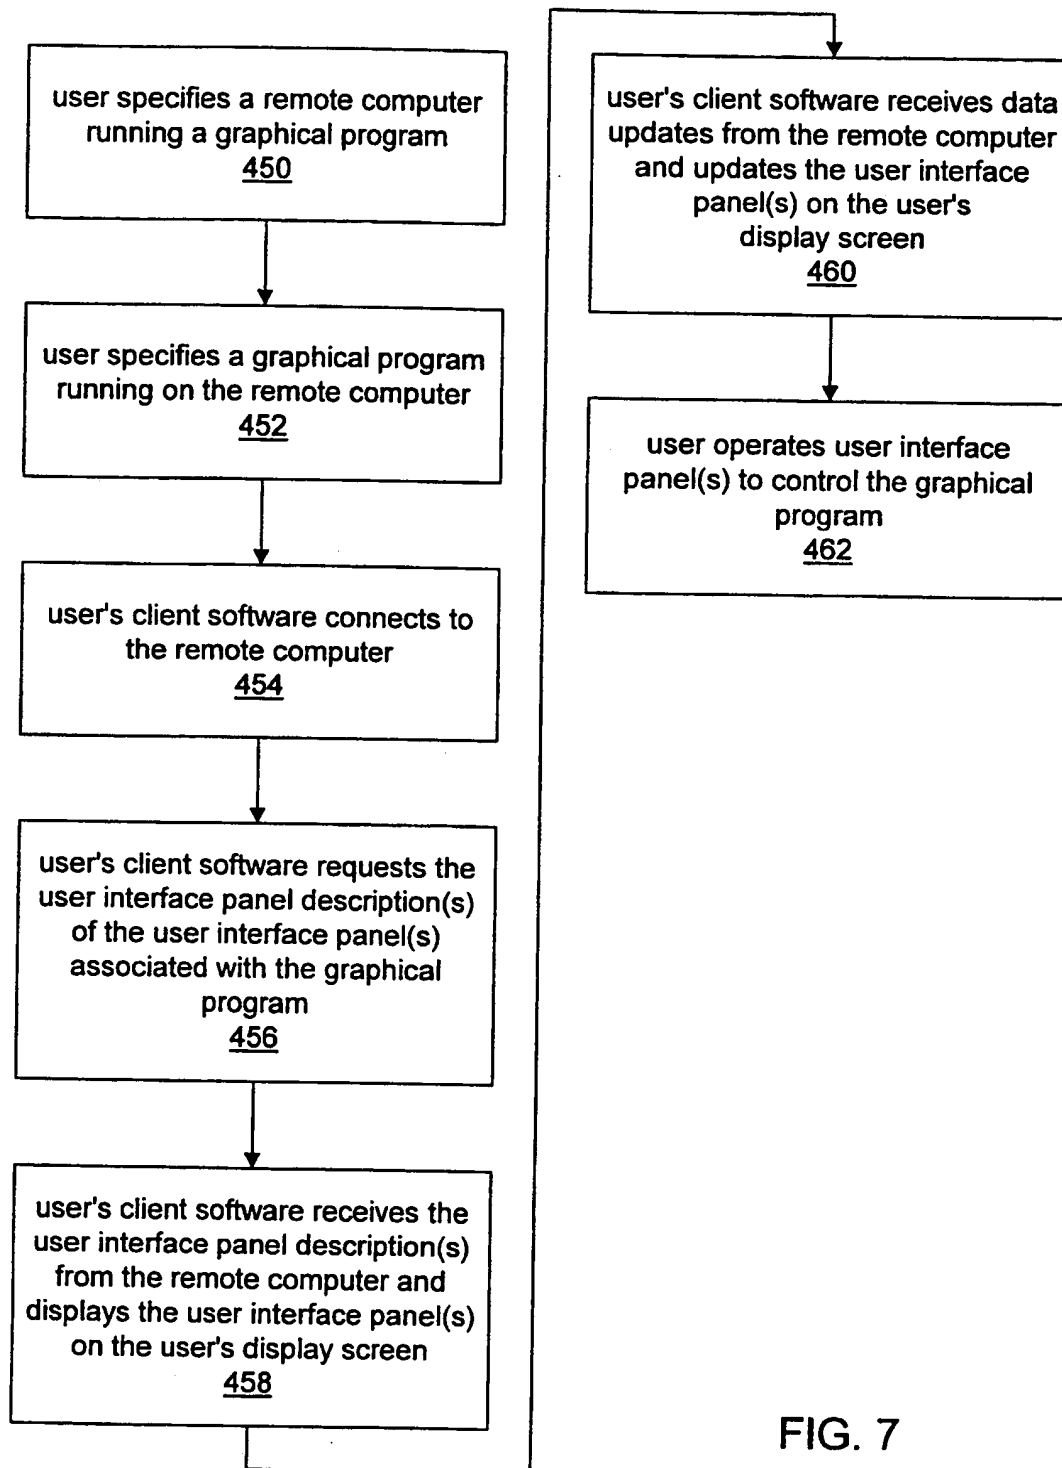 user specifies a remote computer
running a graphical program
450
user specifies a graphical program
running on the remote computer
452
user's client software connects to
the remote computer
454
user's client software requests the
user interface panel description(s)
of the user interface panel(s)
associated with the graphical
program
456
user's client software receives the
user interface panel description(s)
from the remote computer and
displays the user interface panel(s)
on the user's display screen
458
user's client software receives data
updates from the remote computer
and updates the user interface
panel(s) on the user's
display screen
460
user operates user interface
panel(s) to control the graphical
program
462
FIG. 7